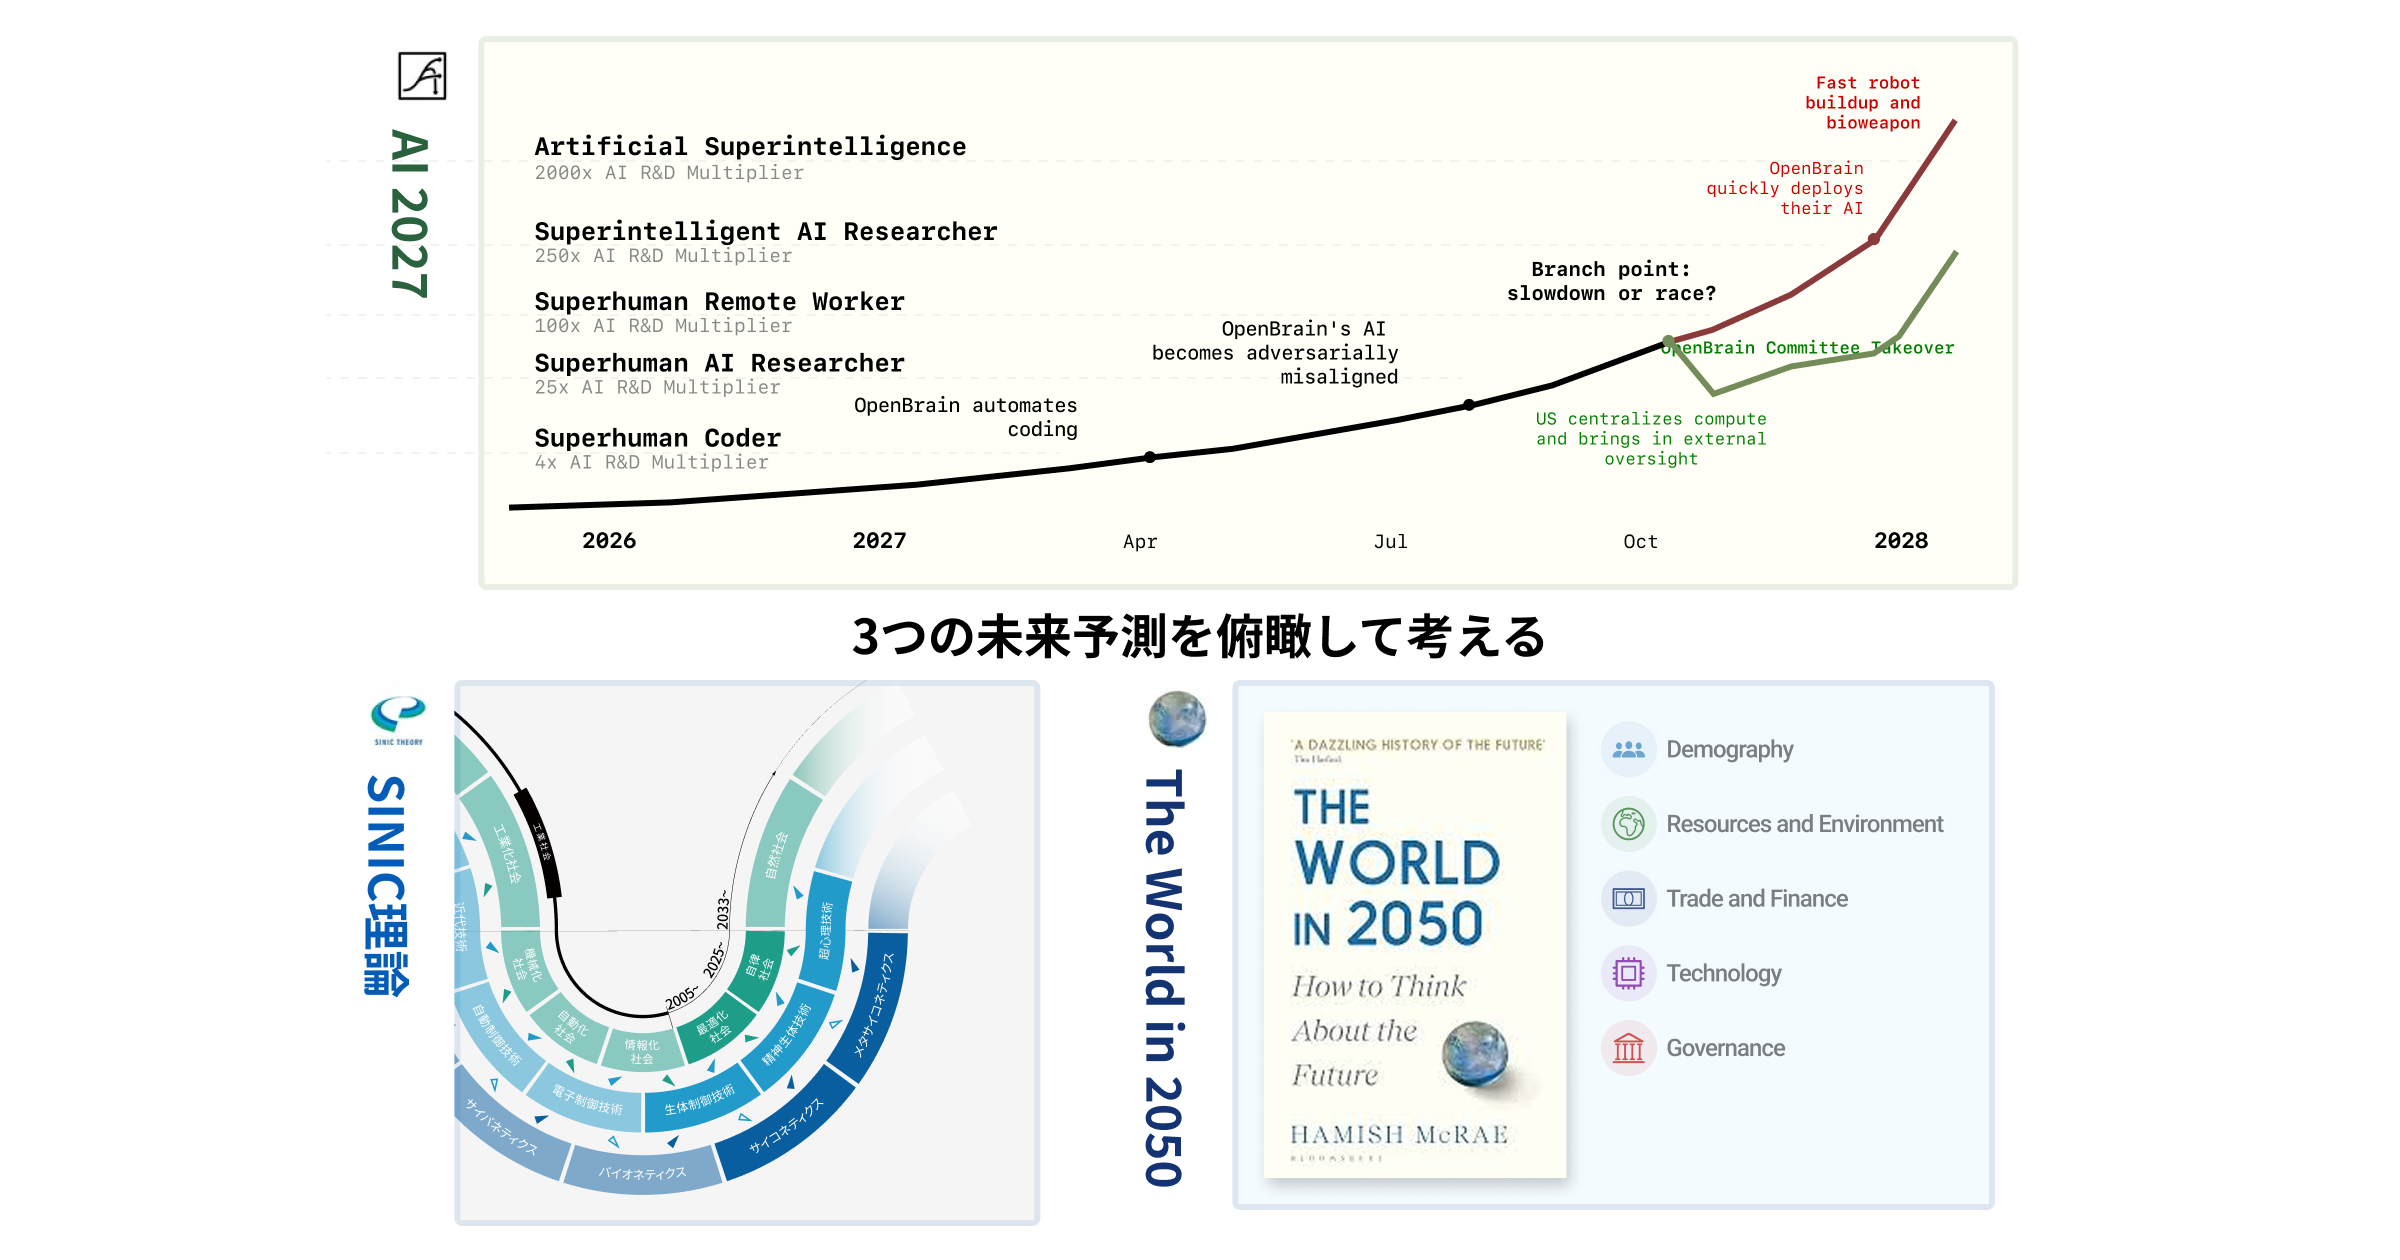 AI 2027
Artificial Superintelligence
2000x AI R&D Multiplier
Superintelligent AI Researcher
250x AI R&D Multiplier
Superhuman Remote Worker
100x AI R&D Multiplier
Superhuman AI Researcher
25x AI R&D Multiplier
Superhuman Coder
4x AI R&D Multiplier
OpenBrain automates
coding
OpenBrain's AI
becomes adversarially
misaligned
Branch point:
slowdown or race?
Fast robot
buildup and
bioweapon
OpenBrain
quickly deploys
their AI
OpenBrain Committee Takeover
US centralizes compute
and brings in external
oversight
2026
2027
Apr
Jul
Oct
2028
3つの未来予測を俯瞰して考える
SINIC THEORY
SINIC理論
工業社会
工業化社会
機械化
社会
自動化
社会
情報化
社会
最適化
社会
自律
社会
自然社会
2005~
2025~
2033~
近代技術
自動制御技術
電子制御技術
生体制御技術
精神生体技術
超心理技術
サイバネティクス
バイオネティクス
サイコネティクス
メタサイコネティクス
The World in 2050
'A DAZZLING HISTORY OF THE FUTURE'
THE
WORLD
IN 2050
How to Think
About the
Future
HAMISH McRAE
BLOOMSBURY
Demography
Resources and Environment
Trade and Finance
Technology
Governance